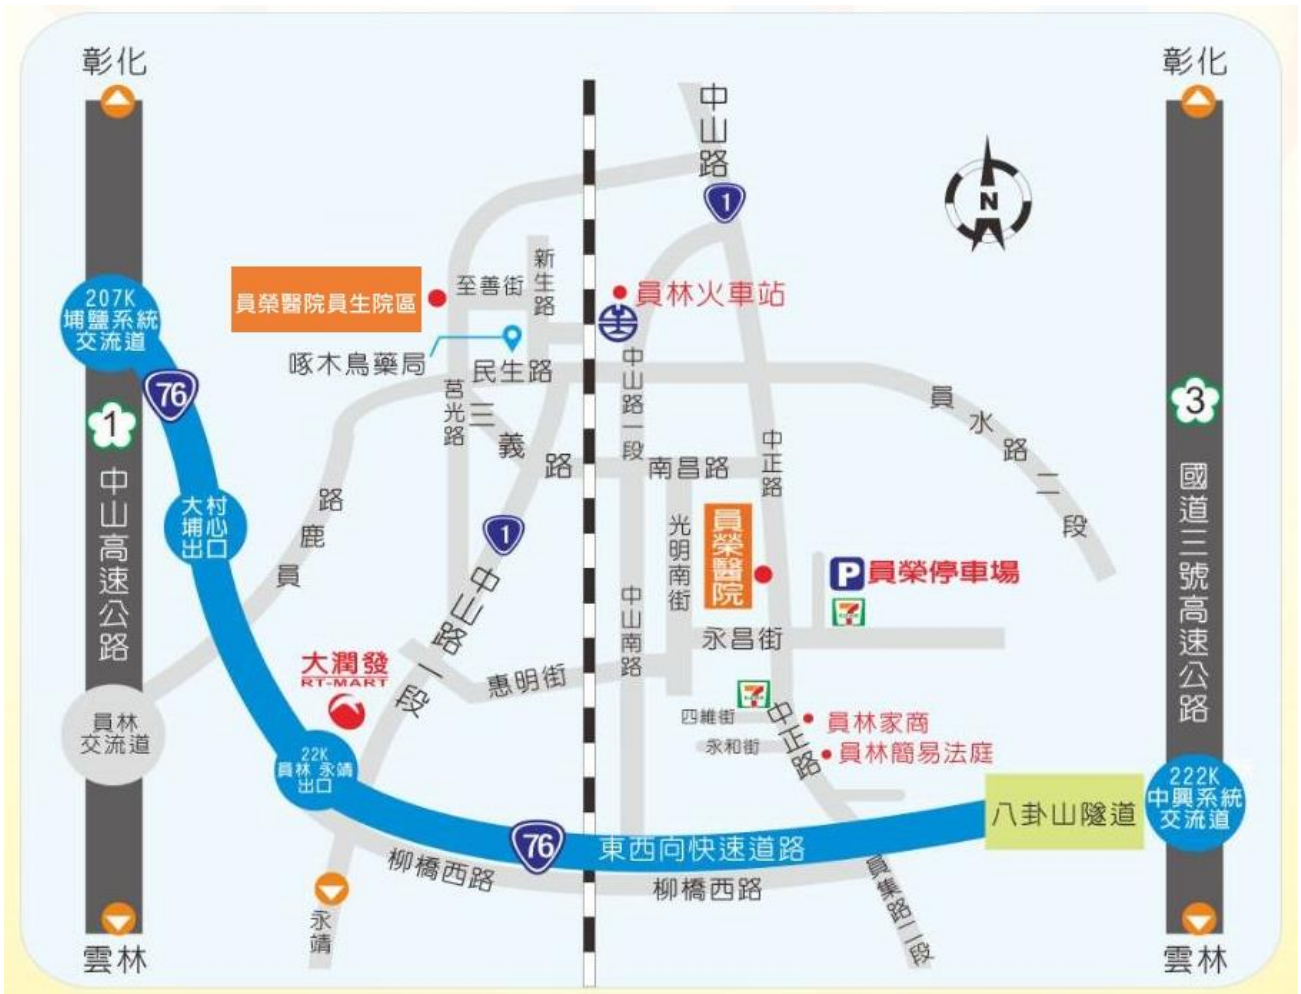 彰化
彰化
中山路
1
N
新生路
至善街
員榮醫院員生院區
員林火車站
207K
埔鹽系統
交流道
啄木鳥藥局
民生路
76
中山路一段
莒光路
員水路二段
3
1
三義路
南昌路
中正路
中山高速公路
國道三號高速公路
大村
埔心
出口
員鹿路
1
光明南街
員榮醫院
P 員榮停車場
7
ELEVEN
中山路一段
中山南路
永昌街
大潤發
RT-MART
惠明街
7
ELEVEN
四維街
中正路
員林家商
永和街
員林簡易法庭
員林
交流道
22K
員林 永靖
出口
222K
中興系統
交流道
八卦山隧道
76
東西向快速道路
柳橋西路
柳橋西路
員集路二段
永靖
雲林
雲林